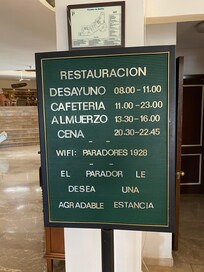 RESTAURACION
DESAYUNO 08.00 - 11.00
CAFETERIA 11.00 - 23.00
ALMUERZO 13.30 - 16.00
CENA 20.30 - 22.45
WIFI: PARADORES 1928
EL PARADOR LE
DESEA UNA
AGRADABLE ESTANCIA